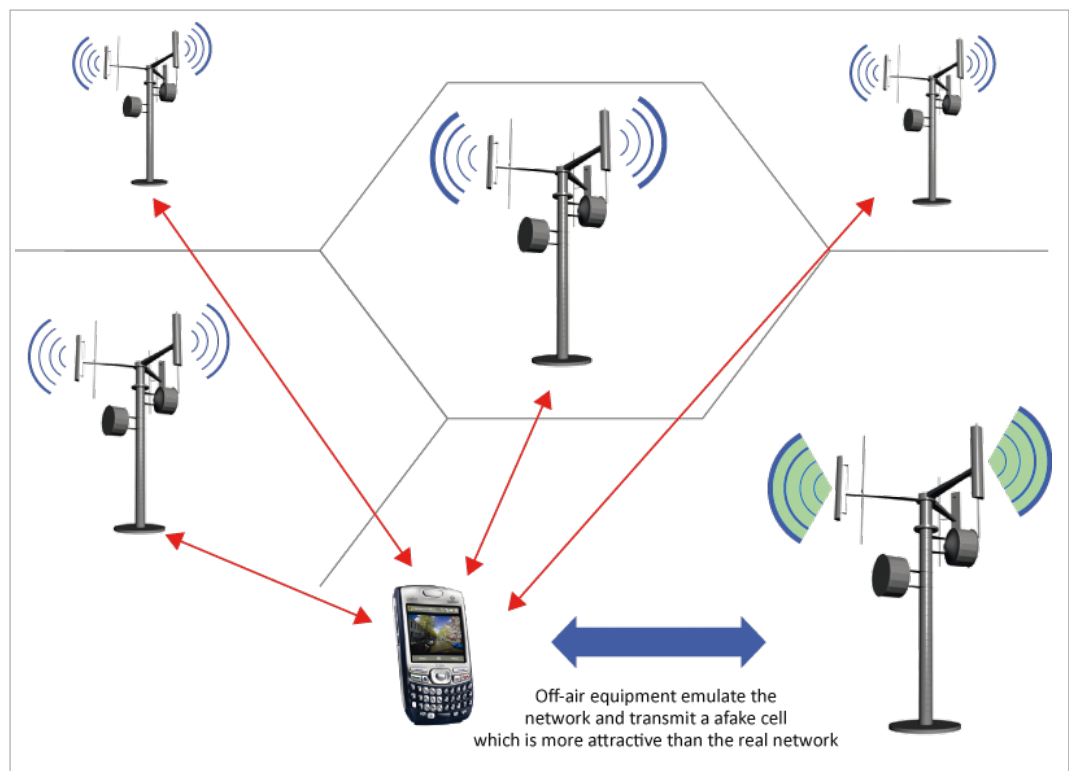 Off-air equipment emulate the
network and transmit a afake cell
which is more attractive than the real network